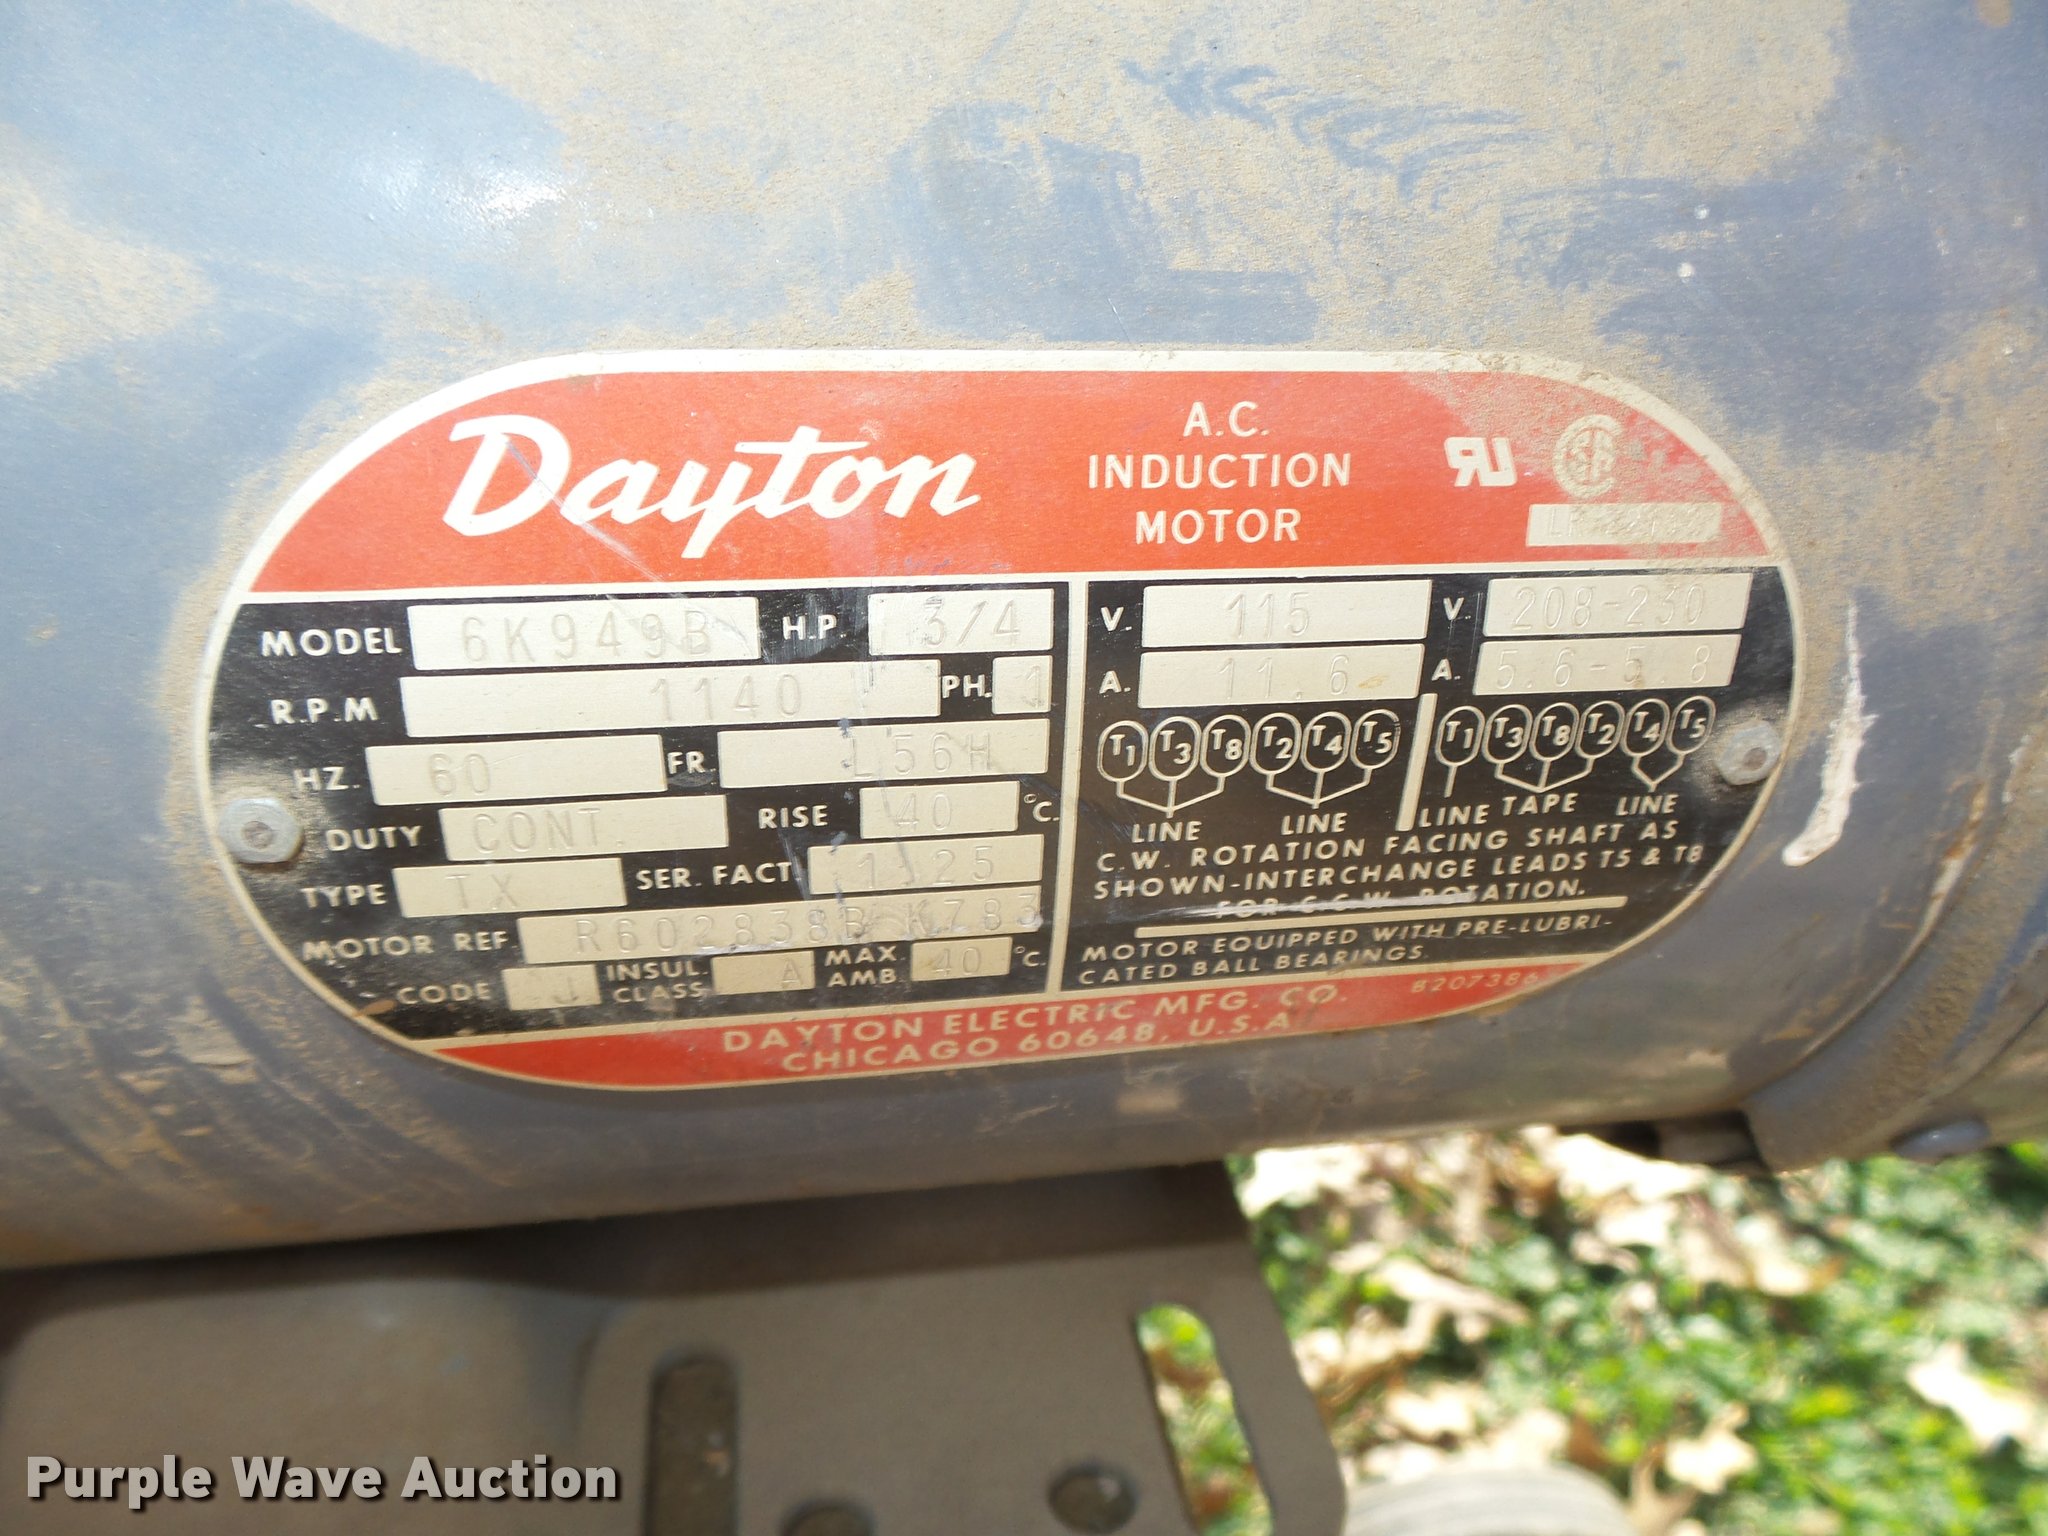 Dayton
A.C.
INDUCTION
MOTOR
MODEL 6K949B H.P. 3/4
R.P.M 1140 PH. 1
HZ. 60 FR. L56H
DUTY CONT. RISE 40 °C.
TYPE TX SER. FACT. 1.25
MOTOR REF. R602838B K783
CODE J INSUL. CLASS A MAX. AMB. 40 °C.
V. 115 V. 208-230
A. 11.6 A. 5.6-5.8
T1 T3 T8 T2 T4 T5 T1 T3 T8 T2 T4 T5
LINE LINE LINE TAPE LINE
C.W. ROTATION FACING SHAFT AS
SHOWN-INTERCHANGE LEADS T5 & T8
FOR C.C.W. ROTATION.
MOTOR EQUIPPED WITH PRE-LUBRI-
CATED BALL BEARINGS.
DAYTON ELECTRIC MFG. CO. 8207386
CHICAGO 60648, U.S.A.
Purple Wave Auction